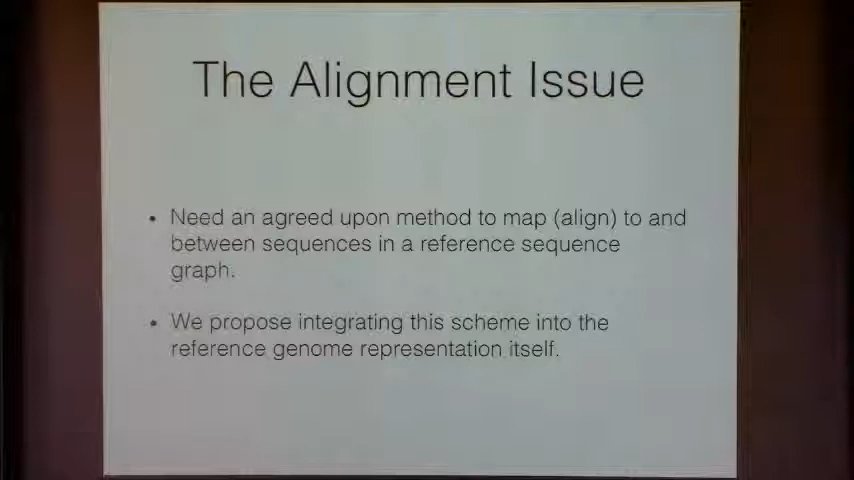 The Alignment Issue
• Need an agreed upon method to map (align) to and
between sequences in a reference sequence
graph.
• We propose integrating this scheme into the
reference genome representation itself.